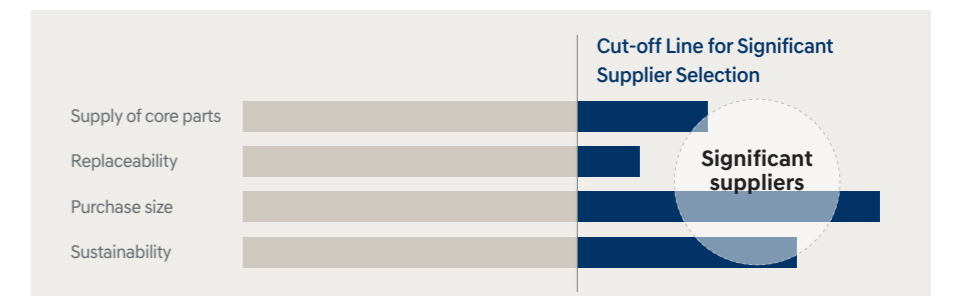 Cut-off Line for Significant
Supplier Selection
Supply of core parts
Replaceability
Significant
suppliers
Purchase size
Sustainability